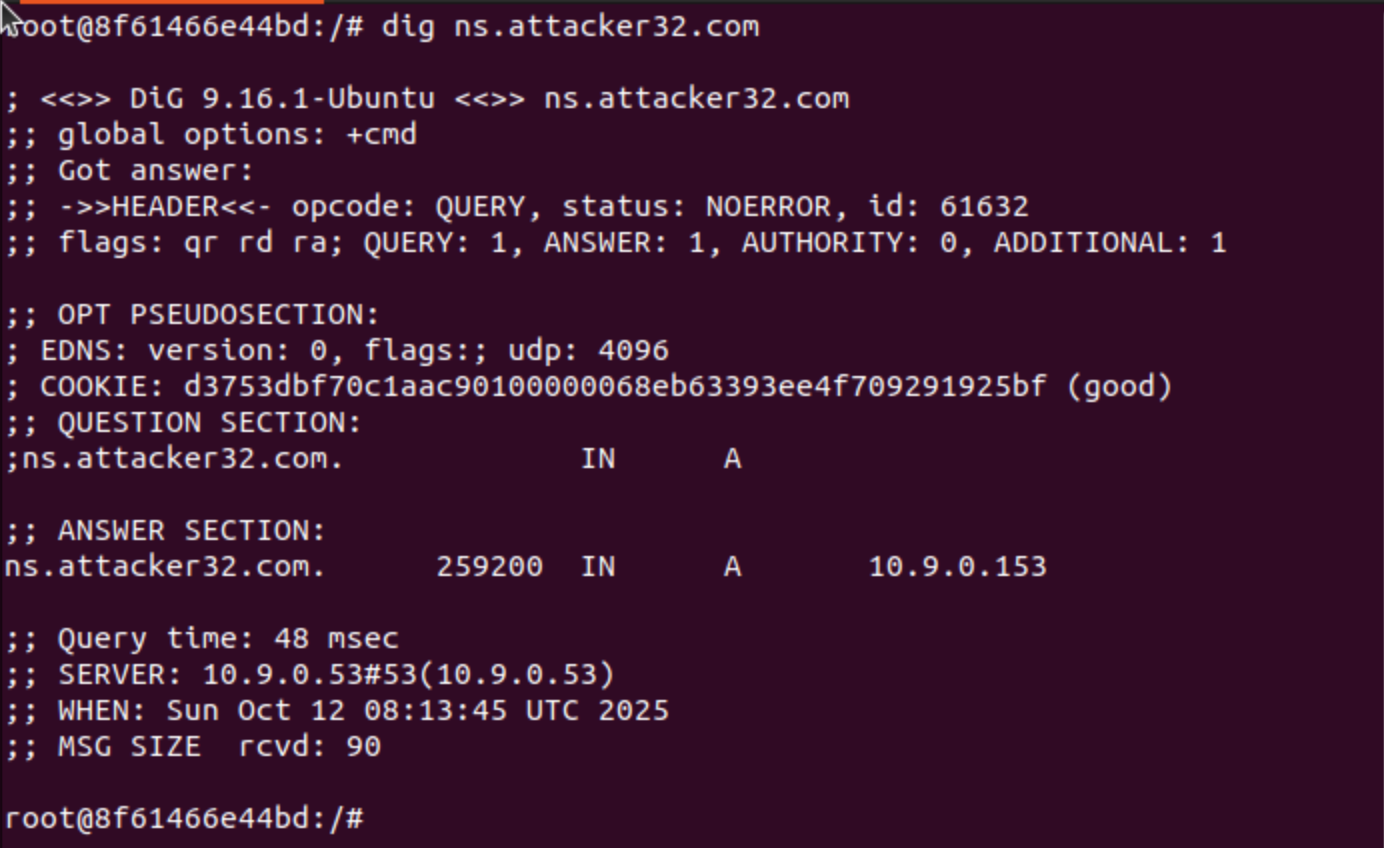 root@8f61466e44bd:/# dig ns.attacker32.com
; <<>> DiG 9.16.1-Ubuntu <<>> ns.attacker32.com
;; global options: +cmd
;; Got answer:
;; ->>HEADER<<- opcode: QUERY, status: NOERROR, id: 61632
;; flags: qr rd ra; QUERY: 1, ANSWER: 1, AUTHORITY: 0, ADDITIONAL: 1
;; OPT PSEUDOSECTION:
; EDNS: version: 0, flags:; udp: 4096
; COOKIE: d3753dbf70c1aac90100000068eb63393ee4f709291925bf (good)
;; QUESTION SECTION:
;ns.attacker32.com. IN A
;; ANSWER SECTION:
ns.attacker32.com. 259200 IN A 10.9.0.153
;; Query time: 48 msec
;; SERVER: 10.9.0.53#53(10.9.0.53)
;; WHEN: Sun Oct 12 08:13:45 UTC 2025
;; MSG SIZE rcvd: 90
root@8f61466e44bd:/#